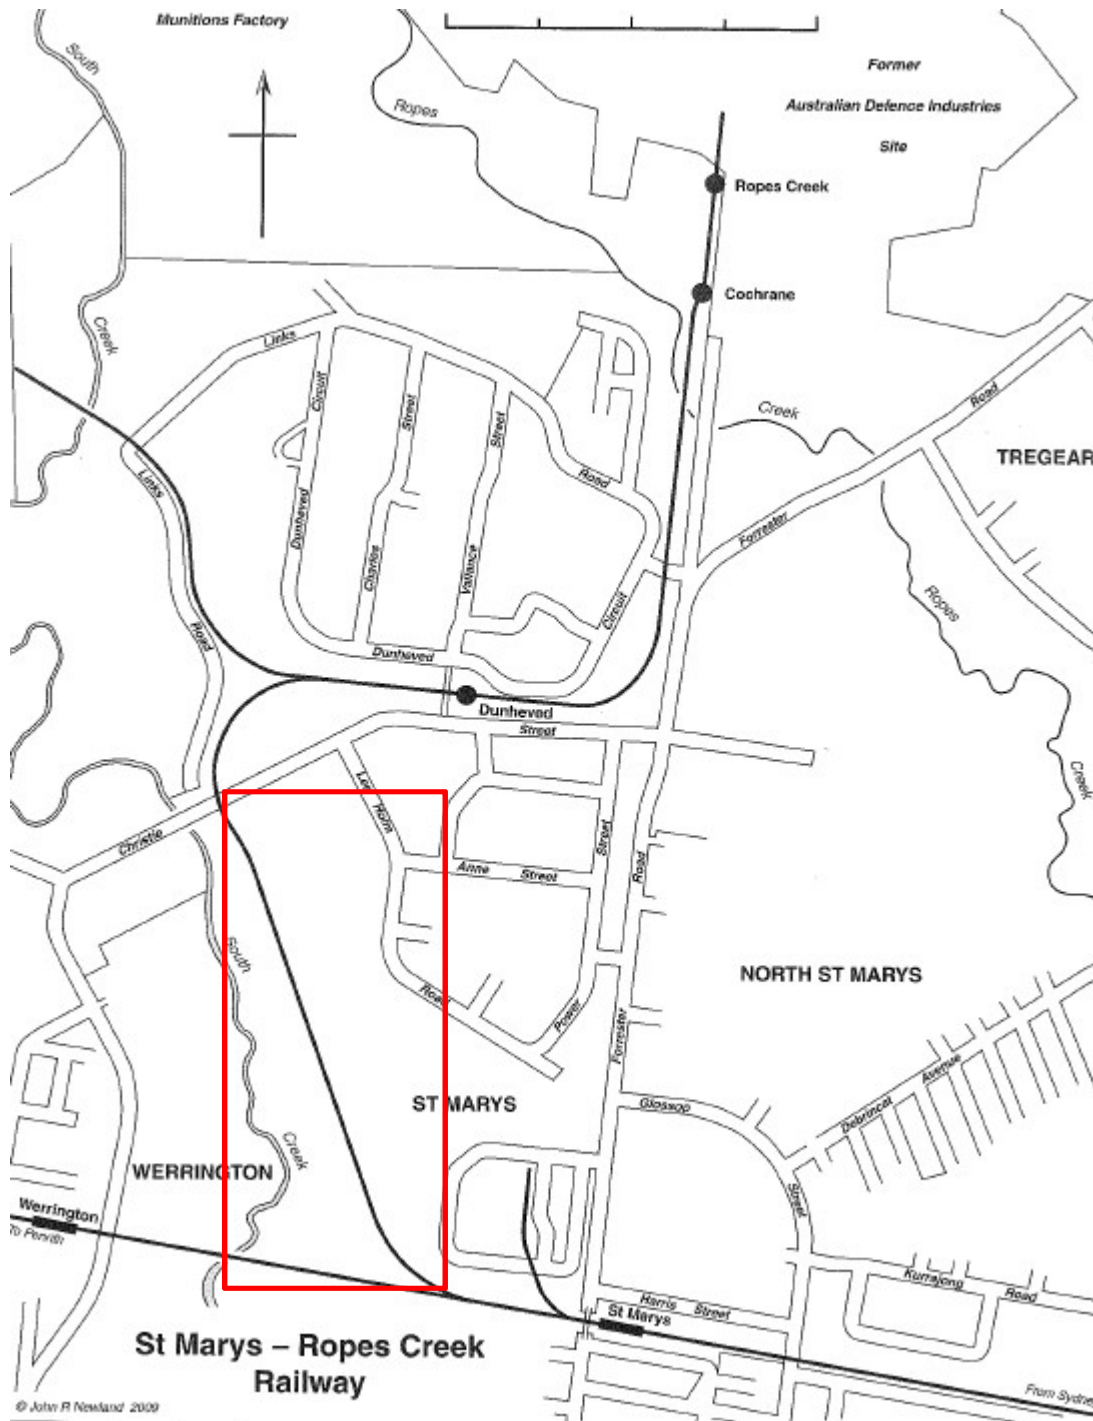 Munitions Factory
South
Ropes
Former
Australian Defence Industries
Site
Ropes Creek
Cochrane
Creek
Links
Circuit
Street
Street
Creek
Road
TREGEAR
Links
Road
Dunheved
Forrester
Charles
Vallance
Ropes
Circuit
Road
Dunheved
Dunheved
Street
Creek
Lee
Holm
Christie
Street
Road
Anne Street
South
NORTH ST MARYS
Road
Power
Forrester
Avenue
ST MARYS
Glossop
Debrincat
Creek
WERRINGTON
Street
Werrington
To Penrith
Kurrajong
Road
Harris Street
St Marys
St Marys – Ropes Creek
Railway
From Sydne
© John R Newland 2009